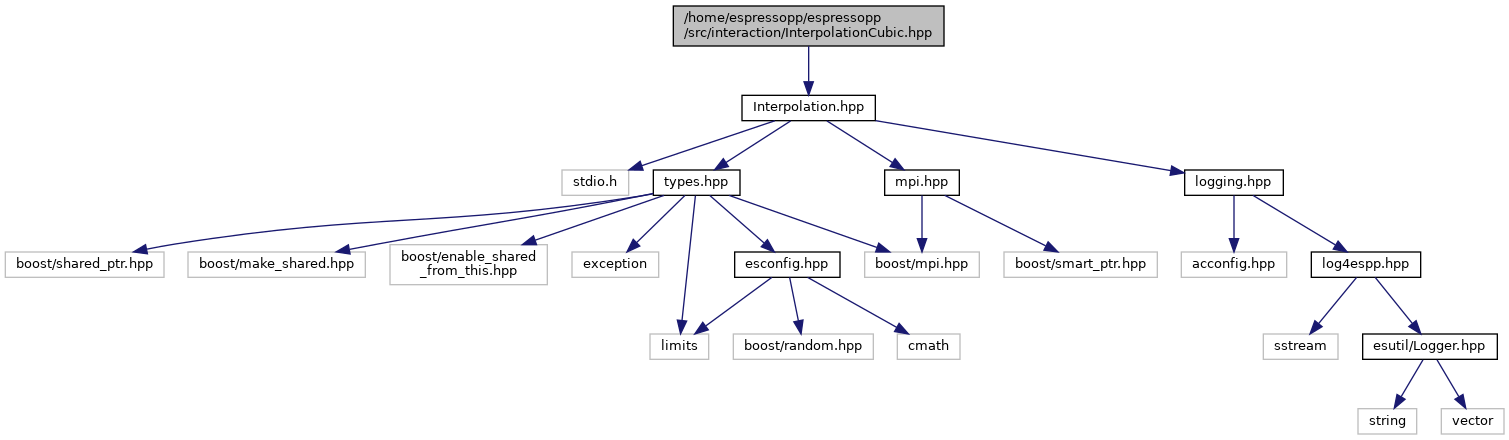 /home/espressopp/espressopp
/src/interaction/InterpolationCubic.hpp
Interpolation.hpp
stdio.h
types.hpp
mpi.hpp
logging.hpp
boost/shared_ptr.hpp
boost/make_shared.hpp
boost/enable_shared
_from_this.hpp
exception
esconfig.hpp
boost/mpi.hpp
boost/smart_ptr.hpp
acconfig.hpp
log4espp.hpp
limits
boost/random.hpp
cmath
sstream
esutil/Logger.hpp
string
vector